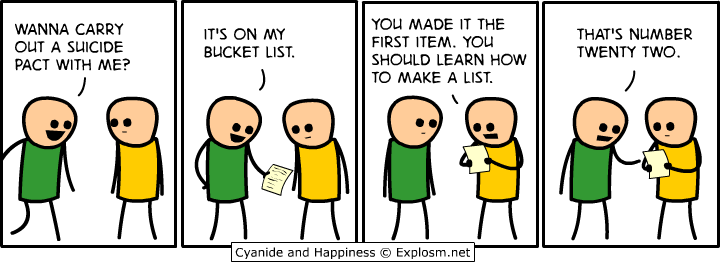 WANNA CARRY
OUT A SUICIDE
PACT WITH ME?
IT'S ON MY
BUCKET LIST.
YOU MADE IT THE
FIRST ITEM. YOU
SHOULD LEARN HOW
TO MAKE A LIST.
THAT'S NUMBER
TWENTY TWO.
Cyanide and Happiness © Explosm.net